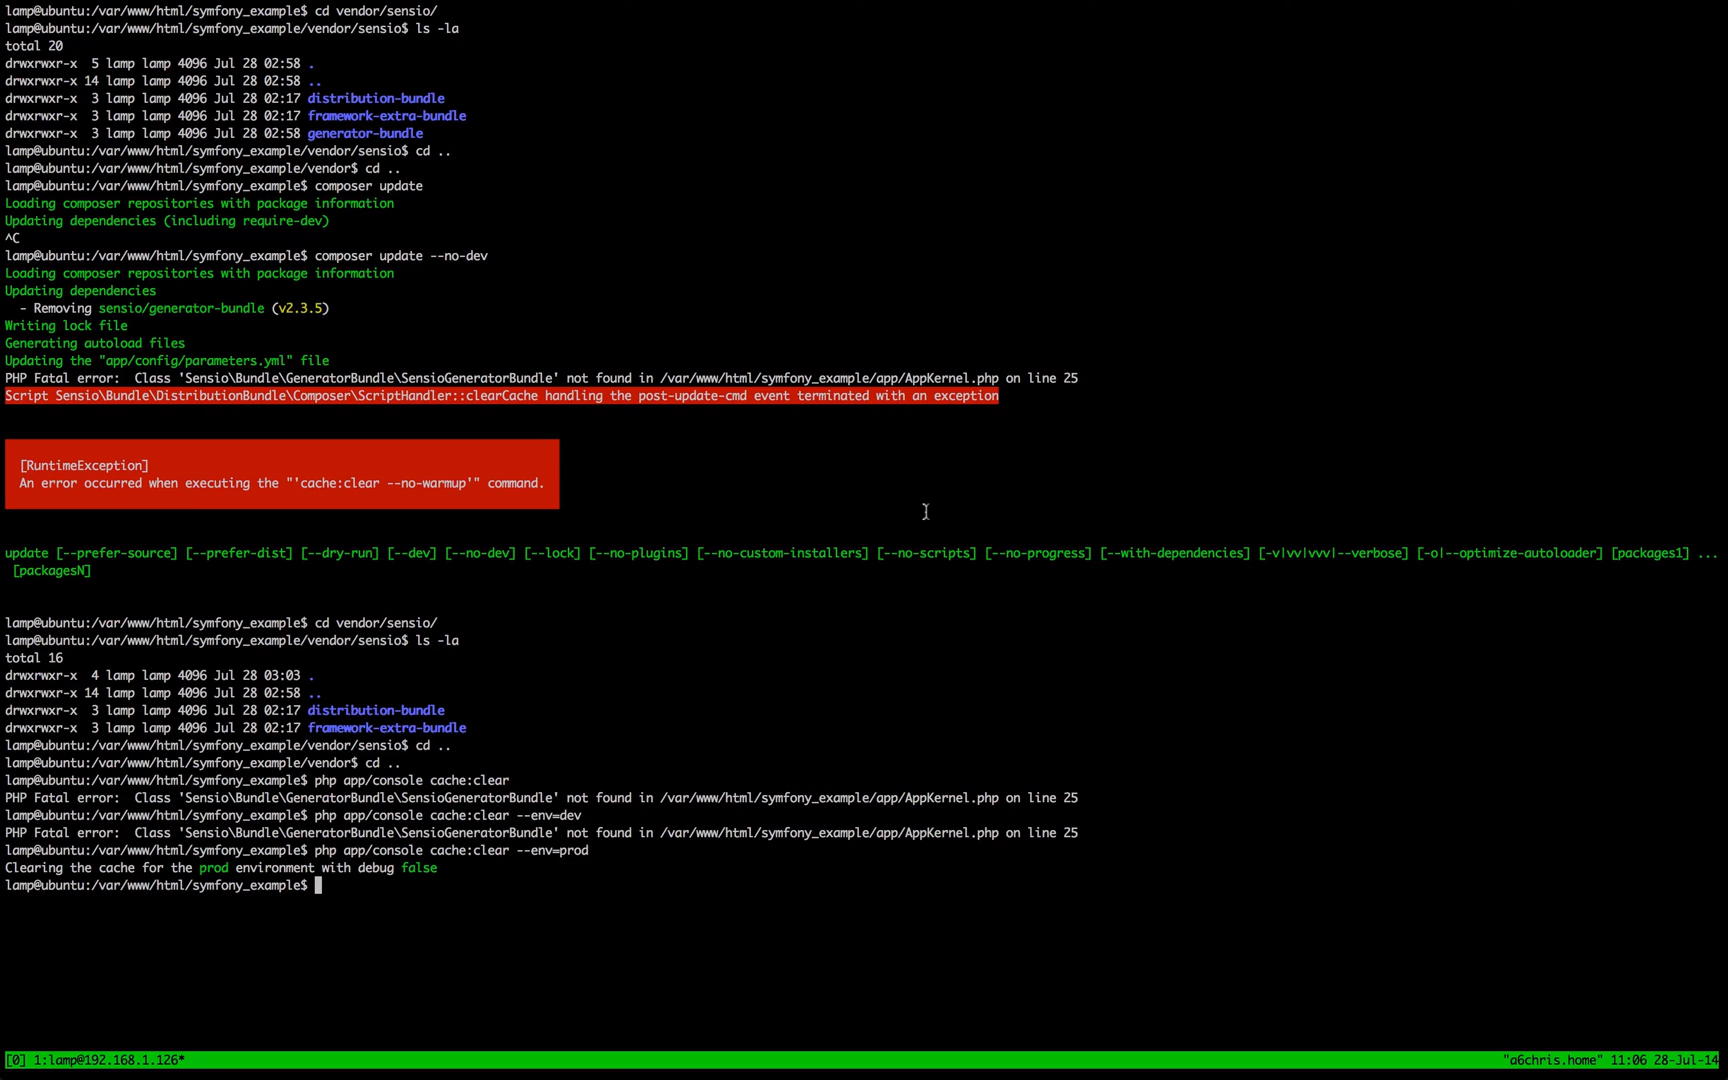 lamp@ubuntu:/var/www/html/symfony_example$ cd vendor/sensio/
lamp@ubuntu:/var/www/html/symfony_example/vendor/sensio$ ls -la
total 20
drwxrwxr-x  5 lamp lamp 4096 Jul 28 02:58 .
drwxrwxr-x 14 lamp lamp 4096 Jul 28 02:58 ..
drwxrwxr-x  3 lamp lamp 4096 Jul 28 02:17 distribution-bundle
drwxrwxr-x  3 lamp lamp 4096 Jul 28 02:17 framework-extra-bundle
drwxrwxr-x  3 lamp lamp 4096 Jul 28 02:58 generator-bundle
lamp@ubuntu:/var/www/html/symfony_example/vendor/sensio$ cd ..
lamp@ubuntu:/var/www/html/symfony_example/vendor$ cd ..
lamp@ubuntu:/var/www/html/symfony_example$ composer update
Loading composer repositories with package information
Updating dependencies (including require-dev)
^C
lamp@ubuntu:/var/www/html/symfony_example$ composer update --no-dev
Loading composer repositories with package information
Updating dependencies
  - Removing sensio/generator-bundle (v2.3.5)
Writing lock file
Generating autoload files
Updating the "app/config/parameters.yml" file
PHP Fatal error:  Class 'Sensio\Bundle\GeneratorBundle\SensioGeneratorBundle' not found in /var/www/html/symfony_example/app/AppKernel.php on line 25
Script Sensio\Bundle\DistributionBundle\Composer\ScriptHandler::clearCache handling the post-update-cmd event terminated with an exception
[RuntimeException]
An error occurred when executing the "'cache:clear --no-warmup'" command.
update [--prefer-source] [--prefer-dist] [--dry-run] [--dev] [--no-dev] [--lock] [--no-plugins] [--no-custom-installers] [--no-scripts] [--no-progress] [--with-dependencies] [-v|vv|vvv|--verbose] [-o|--optimize-autoloader] [packages1] ...
[packagesN]
lamp@ubuntu:/var/www/html/symfony_example$ cd vendor/sensio/
lamp@ubuntu:/var/www/html/symfony_example/vendor/sensio$ ls -la
total 16
drwxrwxr-x  4 lamp lamp 4096 Jul 28 03:03 .
drwxrwxr-x 14 lamp lamp 4096 Jul 28 02:58 ..
drwxrwxr-x  3 lamp lamp 4096 Jul 28 02:17 distribution-bundle
drwxrwxr-x  3 lamp lamp 4096 Jul 28 02:17 framework-extra-bundle
lamp@ubuntu:/var/www/html/symfony_example/vendor/sensio$ cd ..
lamp@ubuntu:/var/www/html/symfony_example/vendor$ cd ..
lamp@ubuntu:/var/www/html/symfony_example$ php app/console cache:clear
PHP Fatal error:  Class 'Sensio\Bundle\GeneratorBundle\SensioGeneratorBundle' not found in /var/www/html/symfony_example/app/AppKernel.php on line 25
lamp@ubuntu:/var/www/html/symfony_example$ php app/console cache:clear --env=dev
PHP Fatal error:  Class 'Sensio\Bundle\GeneratorBundle\SensioGeneratorBundle' not found in /var/www/html/symfony_example/app/AppKernel.php on line 25
lamp@ubuntu:/var/www/html/symfony_example$ php app/console cache:clear --env=prod
Clearing the cache for the prod environment with debug false
lamp@ubuntu:/var/www/html/symfony_example$
[0] 1:lamp@192.168.1.126* "a6chris.home" 11:06 28-Jul-14